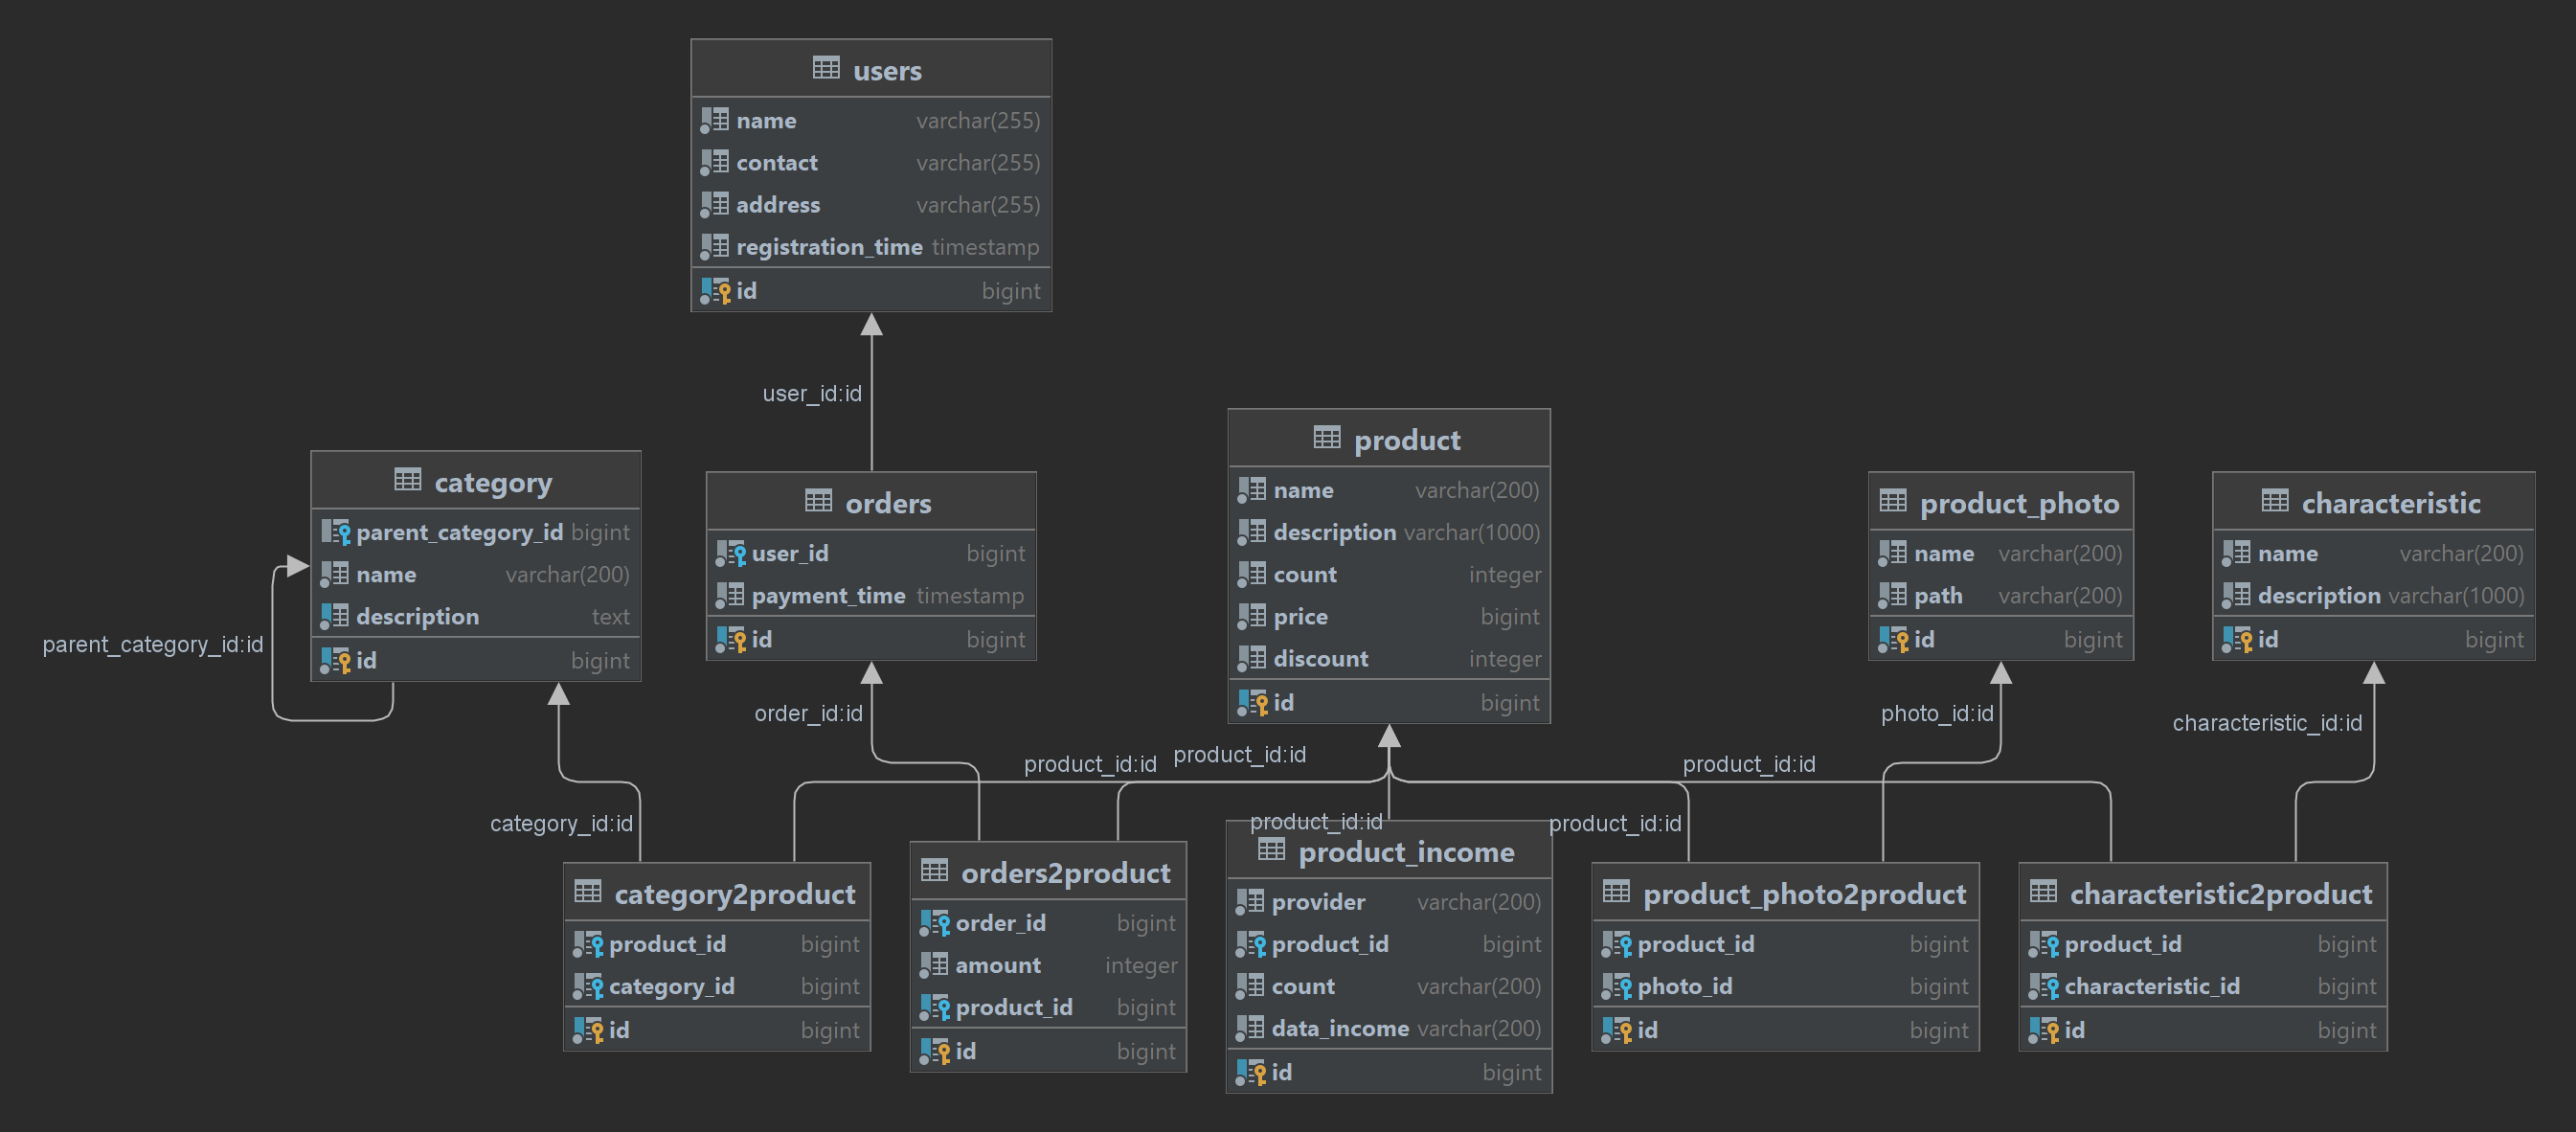 users
name varchar(255)
contact varchar(255)
address varchar(255)
registration_time timestamp
id bigint
user_id:id
category
parent_category_id bigint
name varchar(200)
description text
id bigint
parent_category_id:id
orders
user_id bigint
payment_time timestamp
id bigint
product
name varchar(200)
description varchar(1000)
count integer
price bigint
discount integer
id bigint
product_photo
name varchar(200)
path varchar(200)
id bigint
characteristic
name varchar(200)
description varchar(1000)
id bigint
order_id:id
photo_id:id
characteristic_id:id
product_id:id
product_id:id
product_id:id
category_id:id
product_id:id
product_id:id
category2product
product_id bigint
category_id bigint
id bigint
orders2product
order_id bigint
amount integer
product_id bigint
id bigint
product_income
provider varchar(200)
product_id bigint
count varchar(200)
data_income varchar(200)
id bigint
product_photo2product
product_id bigint
photo_id bigint
id bigint
characteristic2product
product_id bigint
characteristic_id bigint
id bigint